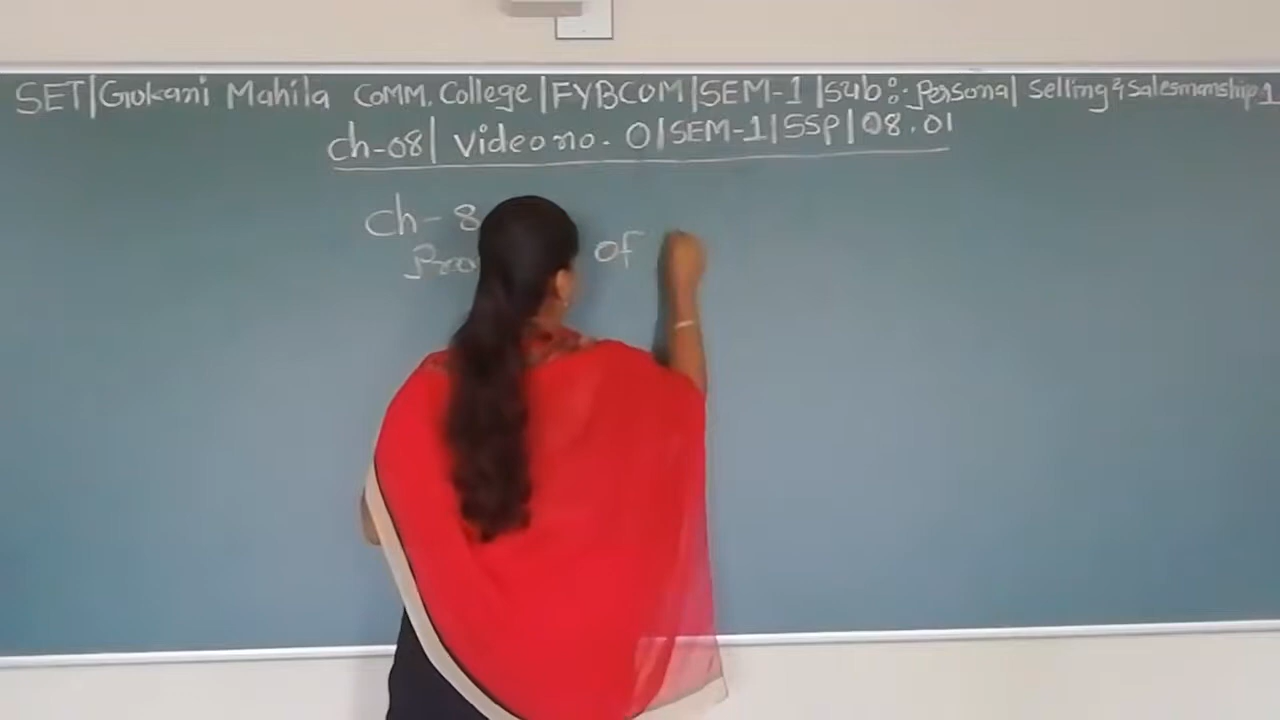 SET|Gokani Mahila COMM. College|FYBCOM|SEM-1|Sub:- Personal Selling & Salesmanship 1
ch-08| Video no. 0|SEM-1|SSP|08.01
ch-8
of